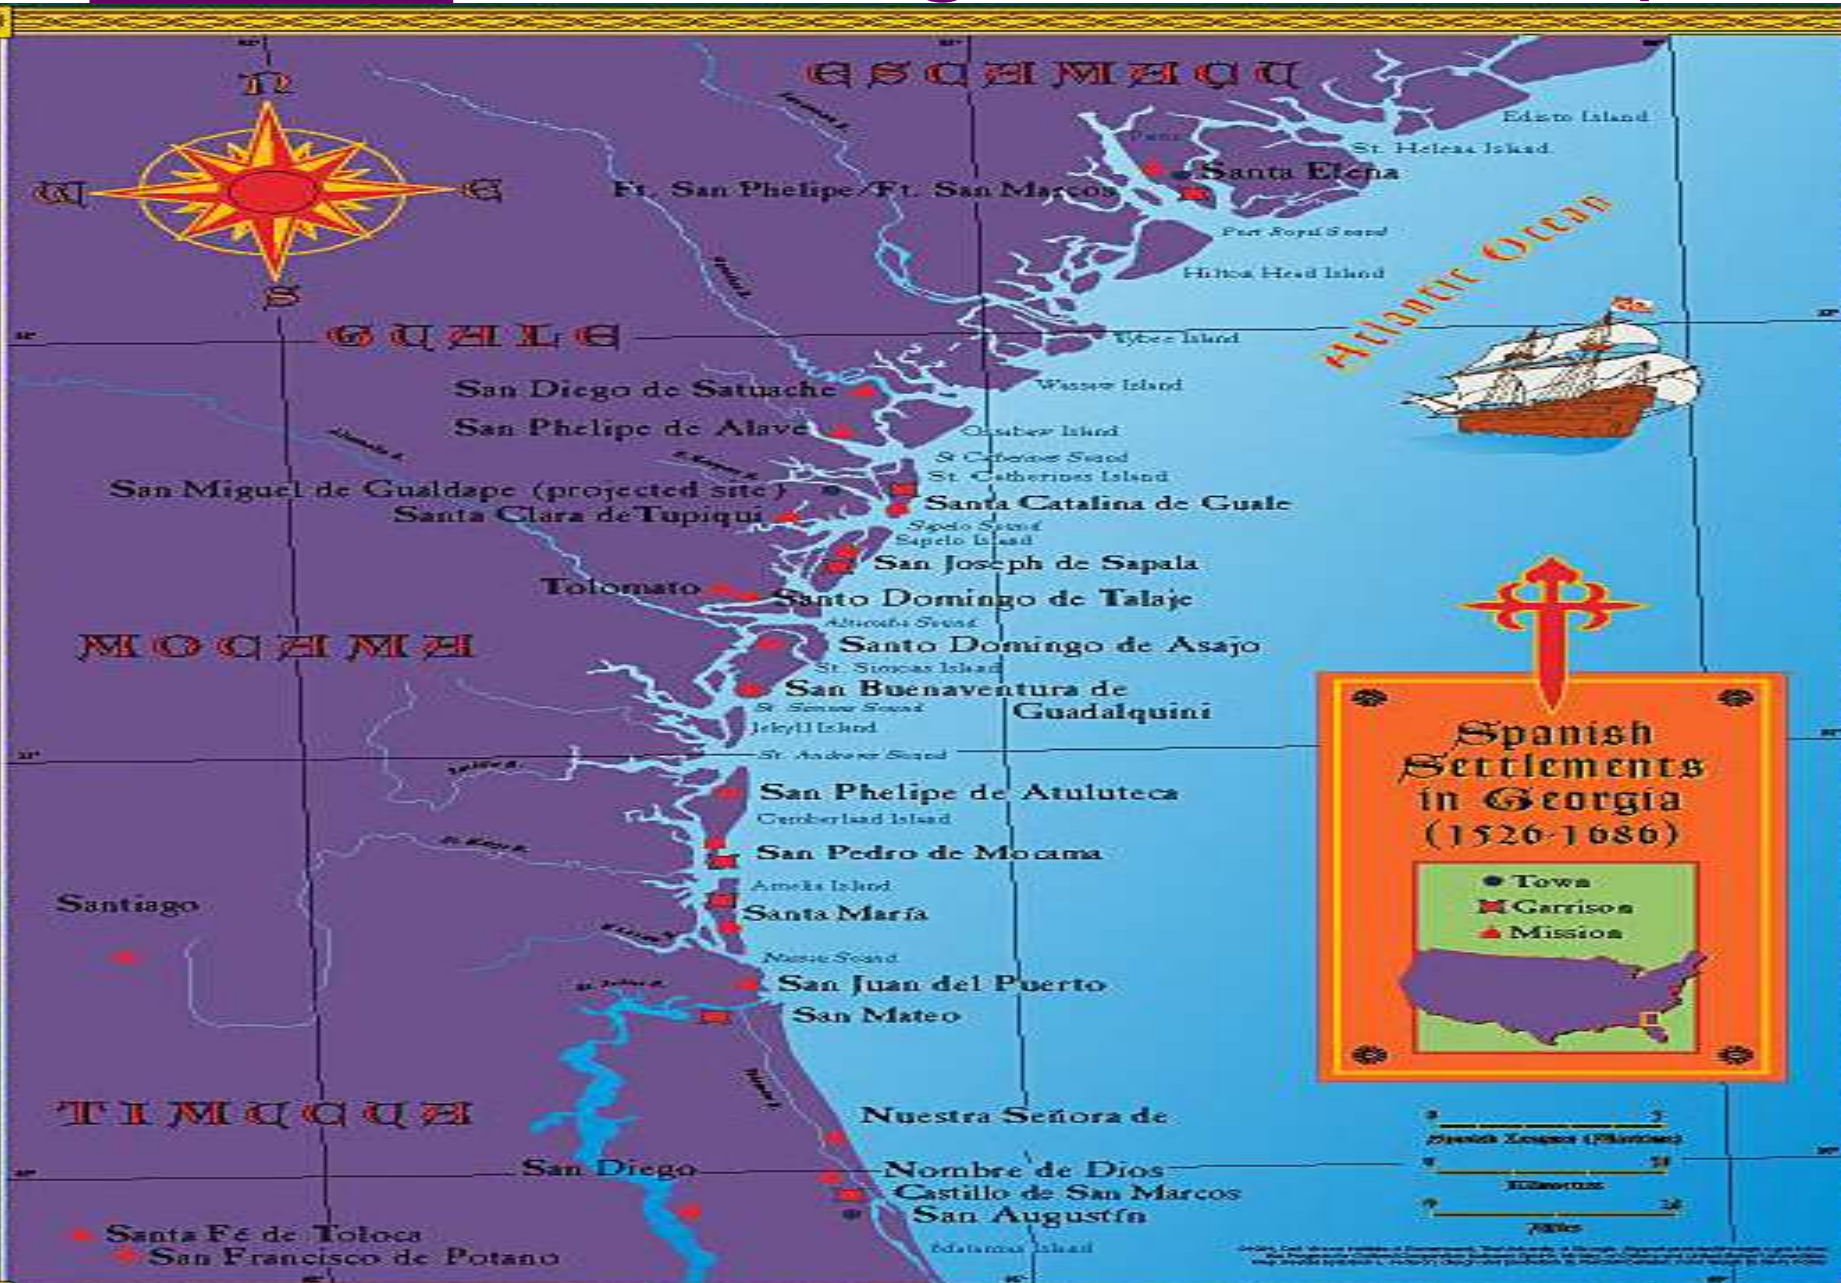 N
W
E
S
ESCAMAÇU
Edisto Island
St. Helena Island
Santa Elena
Ft. San Phelipe/Ft. San Marcos
Port Royal Sound
Hilton Head Island
Atlantic Ocean
GUALE
Tybee Island
San Diego de Satuache
Wassaw Island
San Phelipe de Alave
Ossabaw Island
St Catherines Sound
St. Catherines Island
San Miguel de Gualdape (projected site)
Santa Catalina de Guale
Santa Clara deTupiqui
Sapelo Sound
Sapelo Island
San Joseph de Sapala
Tolomato
Santo Domingo de Talaje
Altamaha Sound
MOCAMA
Santo Domingo de Asajo
St. Simons Island
San Buenaventura de
Guadalquini
St. Simons Sound
Jekyll Island
St. Andrews Sound
San Phelipe de Atuluteca
Cumberland Island
San Pedro de Mocama
Amelia Island
Santa María
Santiago
Nassau Sound
San Juan del Puerto
San Mateo
TIMUCUA
Nuestra Señora de
Nombre de Dios
San Diego
Castillo de San Marcos
San Augustín
Santa Fé de Toloca
San Francisco de Potano
Spanish
Settlements
in Georgia
(1526-1686)
Town
Garrison
Mission
Kilometers
Miles